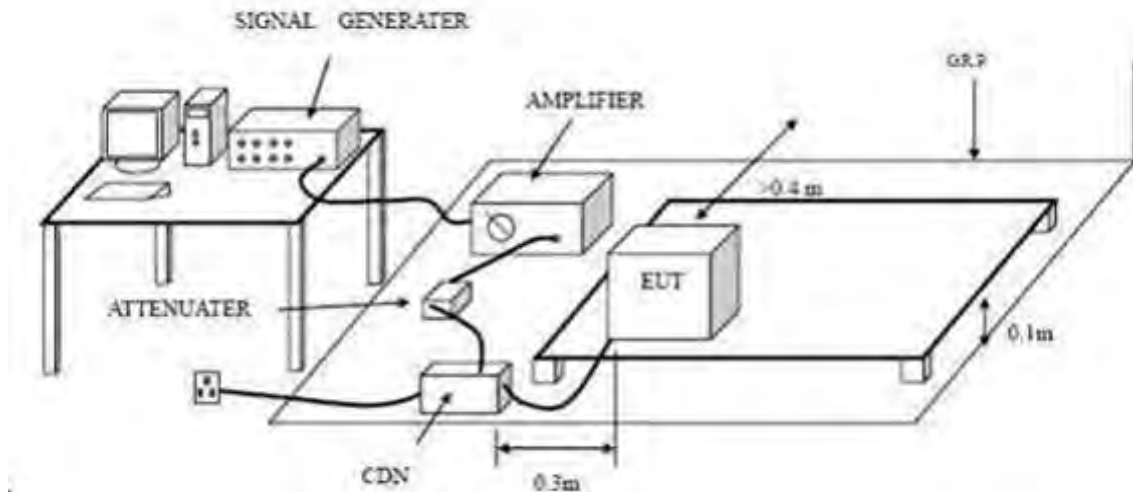 SIGNAL GENERATER
G.R.P
AMPLIFIER
>0.4 m
EUT
ATTENUATER
0.1m
CDN
0.3m